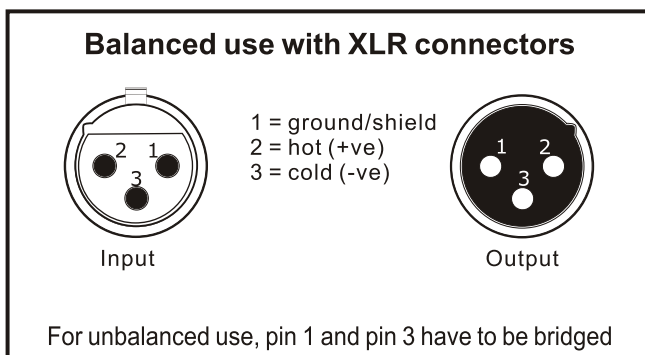 Balanced use with XLR connectors
2 1
3
1 = ground/shield
2 = hot (+ve)
3 = cold (-ve)
1 2
3
Input
Output
For unbalanced use, pin 1 and pin 3 have to be bridged